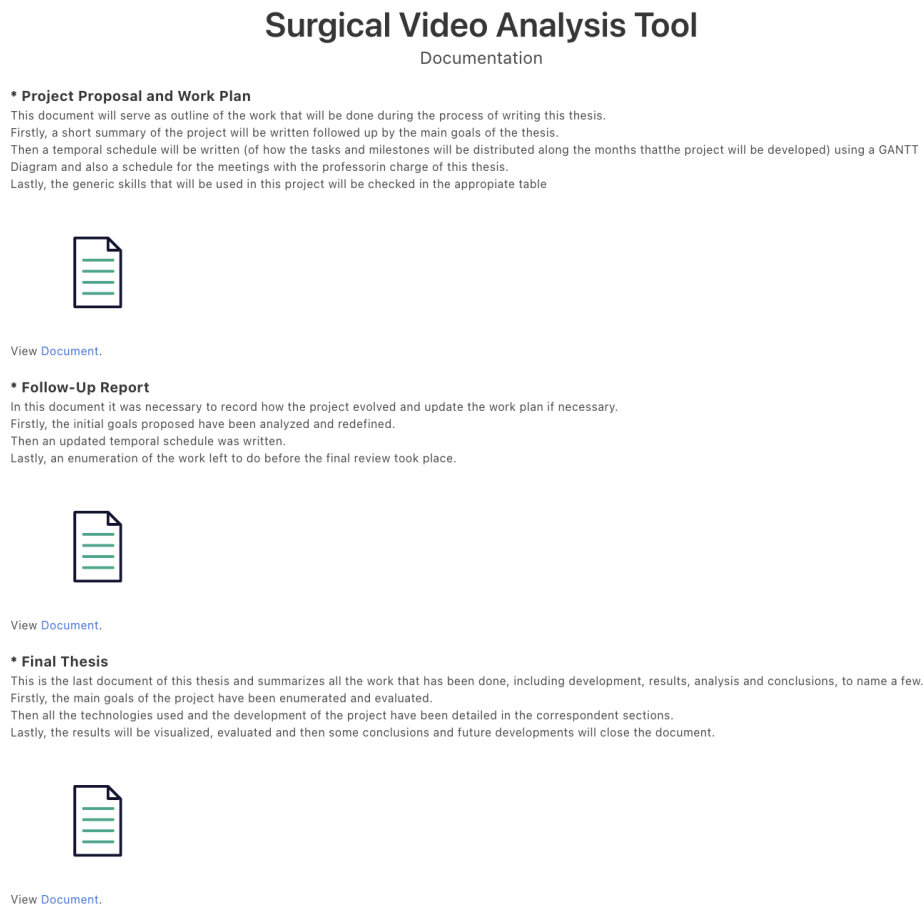 Surgical Video Analysis Tool
Documentation
* Project Proposal and Work Plan
This document will serve as outline of the work that will be done during the process of writing this thesis.
Firstly, a short summary of the project will be written followed up by the main goals of the thesis.
Then a temporal schedule will be written (of how the tasks and milestones will be distributed along the months thatthe project will be developed) using a GANTT
Diagram and also a schedule for the meetings with the professorin charge of this thesis.
Lastly, the generic skills that will be used in this project will be checked in the appropiate table
View Document.
* Follow-Up Report
In this document it was necessary to record how the project evolved and update the work plan if necessary.
Firstly, the initial goals proposed have been analyzed and redefined.
Then an updated temporal schedule was written.
Lastly, an enumeration of the work left to do before the final review took place.
View Document.
* Final Thesis
This is the last document of this thesis and summarizes all the work that has been done, including development, results, analysis and conclusions, to name a few.
Firstly, the main goals of the project have been enumerated and evaluated.
Then all the technologies used and the development of the project have been detailed in the correspondent sections.
Lastly, the results will be visualized, evaluated and then some conclusions and future developments will close the document.
View Document.